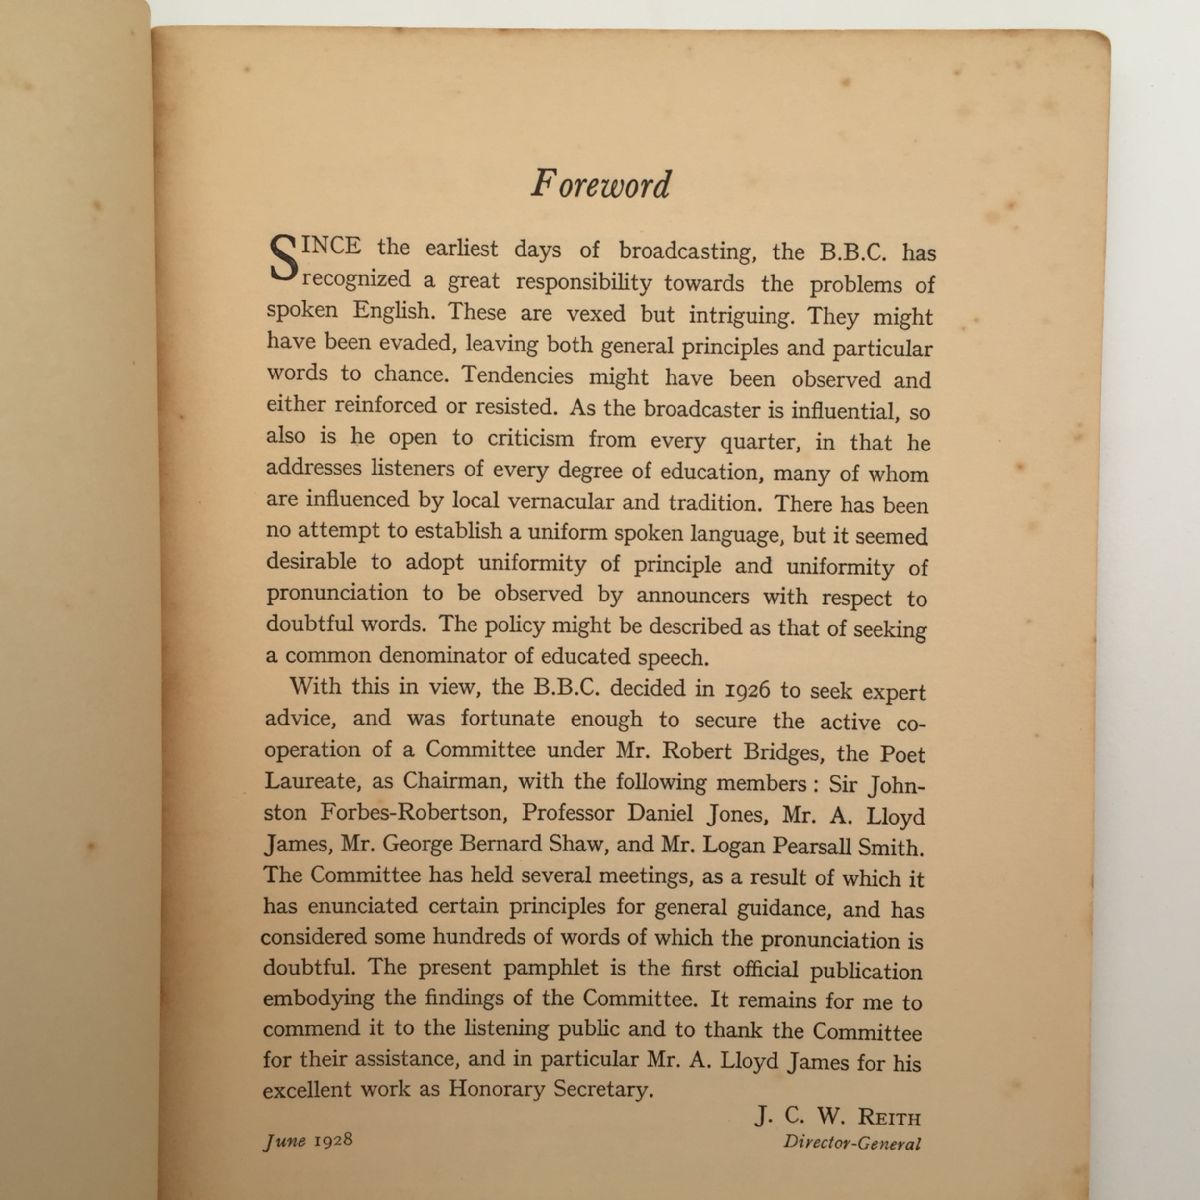 Foreword
SINCE the earliest days of broadcasting, the B.B.C. has
recognized a great responsibility towards the problems of
spoken English. These are vexed but intriguing. They might
have been evaded, leaving both general principles and particular
words to chance. Tendencies might have been observed and
either reinforced or resisted. As the broadcaster is influential, so
also is he open to criticism from every quarter, in that he
addresses listeners of every degree of education, many of whom
are influenced by local vernacular and tradition. There has been
no attempt to establish a uniform spoken language, but it seemed
desirable to adopt uniformity of principle and uniformity of
pronunciation to be observed by announcers with respect to
doubtful words. The policy might be described as that of seeking
a common denominator of educated speech.
With this in view, the B.B.C. decided in 1926 to seek expert
advice, and was fortunate enough to secure the active co-
operation of a Committee under Mr. Robert Bridges, the Poet
Laureate, as Chairman, with the following members : Sir John-
ston Forbes-Robertson, Professor Daniel Jones, Mr. A. Lloyd
James, Mr. George Bernard Shaw, and Mr. Logan Pearsall Smith.
The Committee has held several meetings, as a result of which it
has enunciated certain principles for general guidance, and has
considered some hundreds of words of which the pronunciation is
doubtful. The present pamphlet is the first official publication
embodying the findings of the Committee. It remains for me to
commend it to the listening public and to thank the Committee
for their assistance, and in particular Mr. A. Lloyd James for his
excellent work as Honorary Secretary.
J. C. W. REITH
June 1928 Director-General